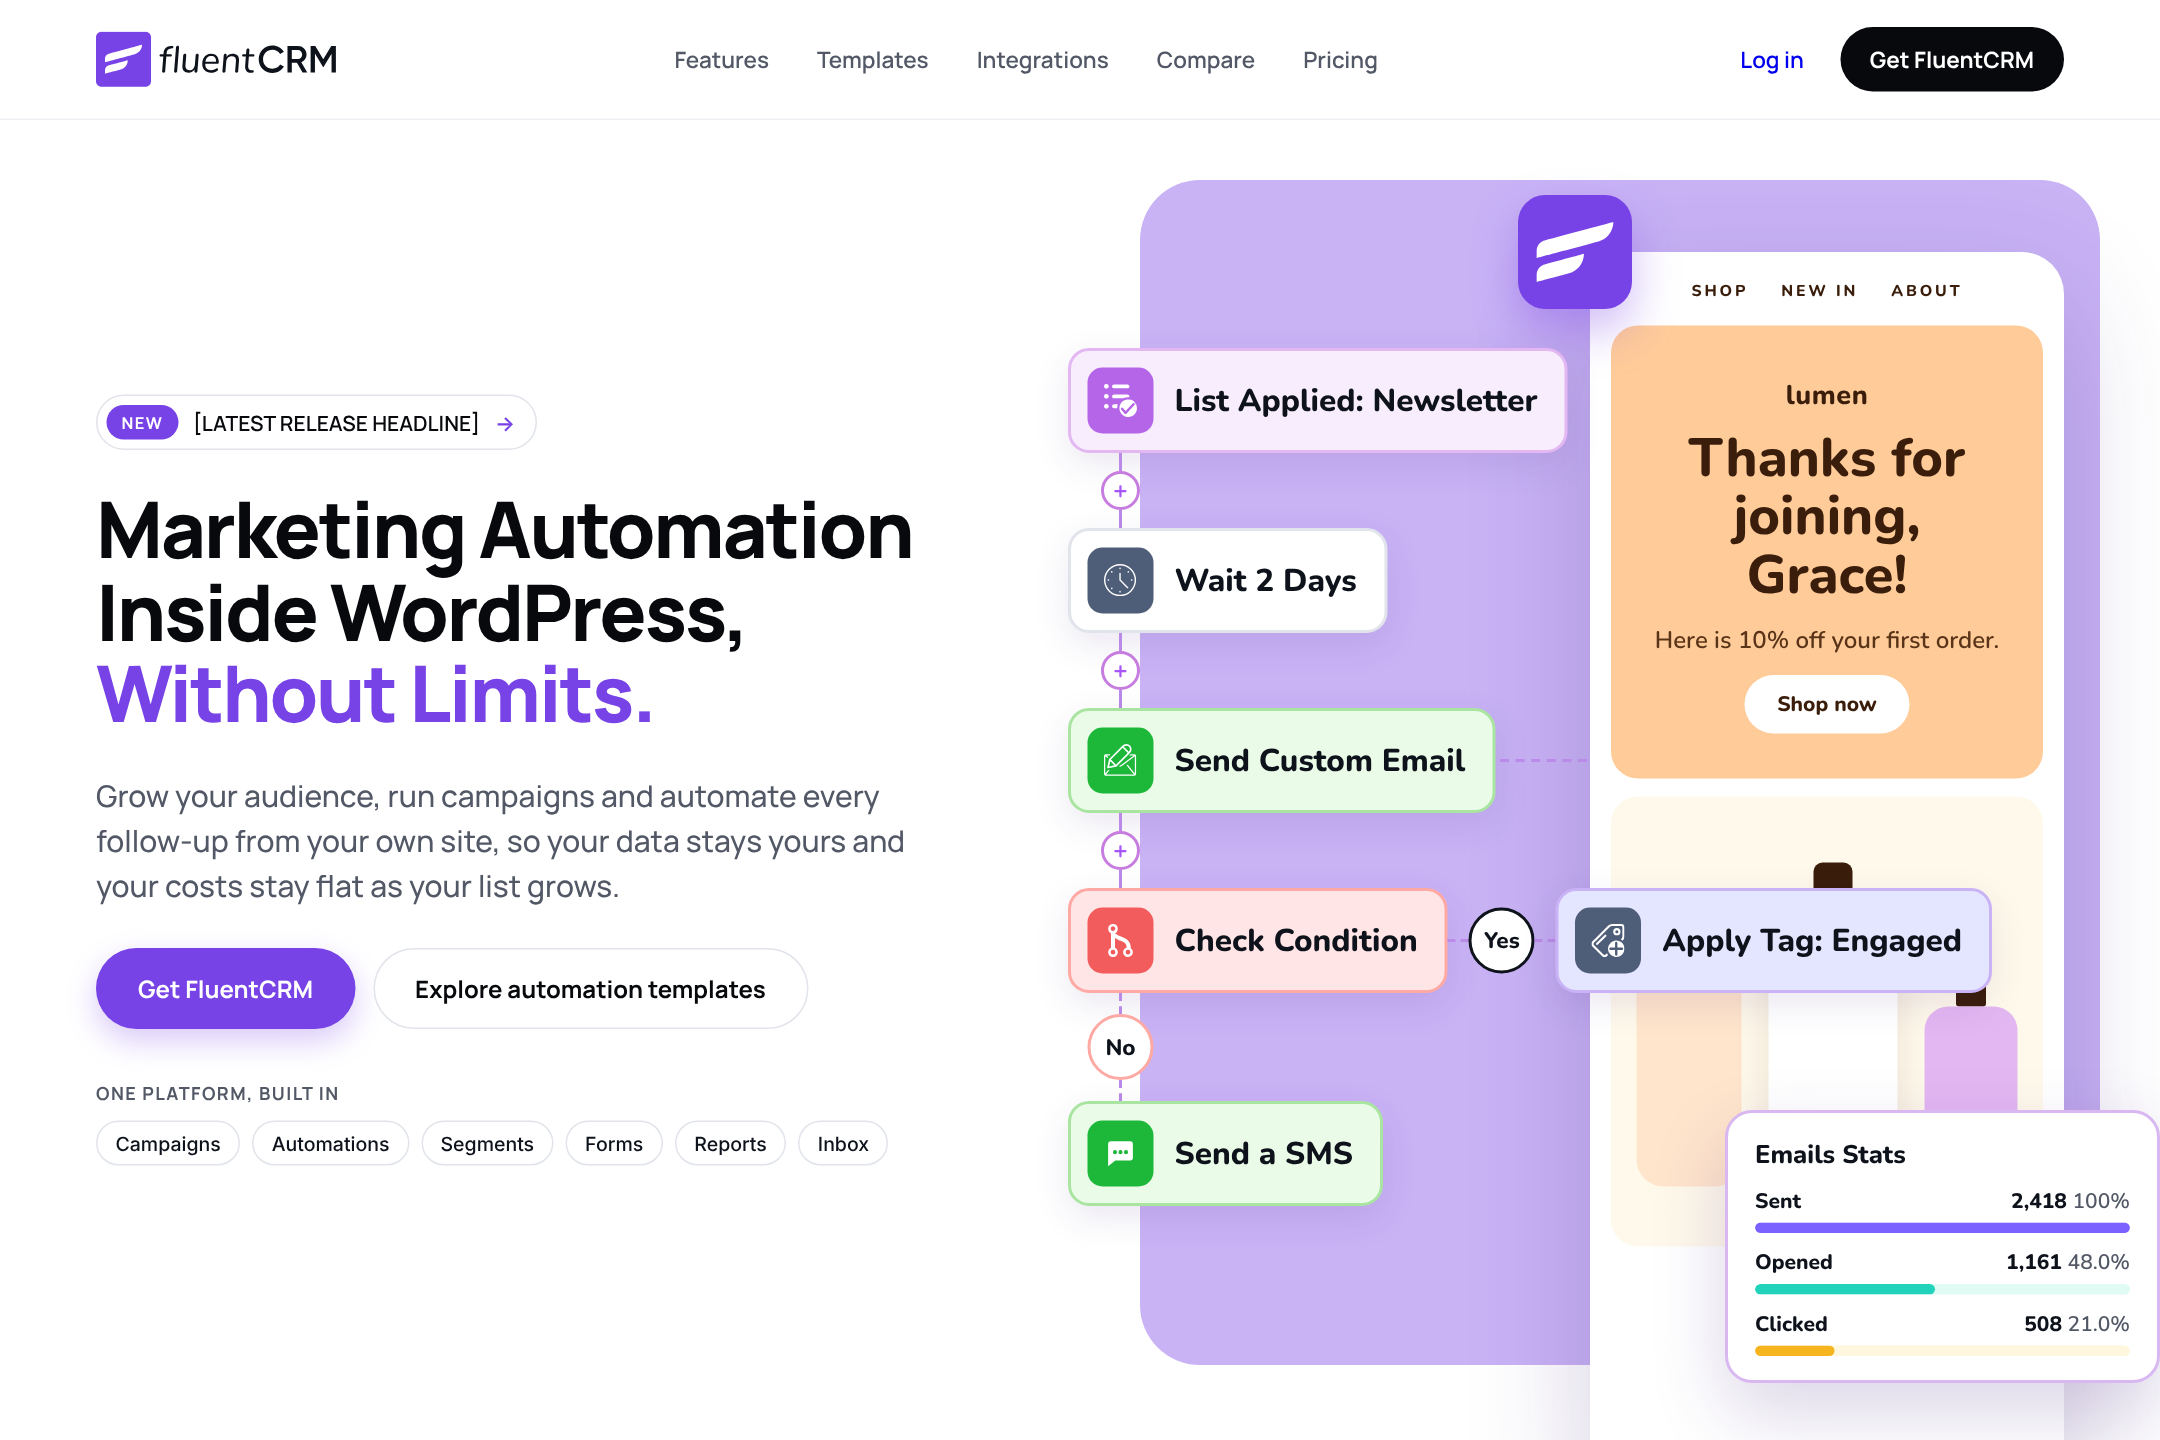 fluentCRM
Features Templates Integrations Compare Pricing
Log in Get FluentCRM
NEW [LATEST RELEASE HEADLINE] →
Marketing Automation
Inside WordPress,
Without Limits.
Grow your audience, run campaigns and automate every
follow-up from your own site, so your data stays yours and
your costs stay flat as your list grows.
Get FluentCRM Explore automation templates
ONE PLATFORM, BUILT IN
Campaigns Automations Segments Forms Reports Inbox
List Applied: Newsletter
+
Wait 2 Days
+
Send Custom Email
+
Check Condition Yes Apply Tag: Engaged
No
Send a SMS
SHOP NEW IN ABOUT
lumen
Thanks for
joining,
Grace!
Here is 10% off your first order.
Shop now
Emails Stats
Sent 2,418 100%
Opened 1,161 48.0%
Clicked 508 21.0%